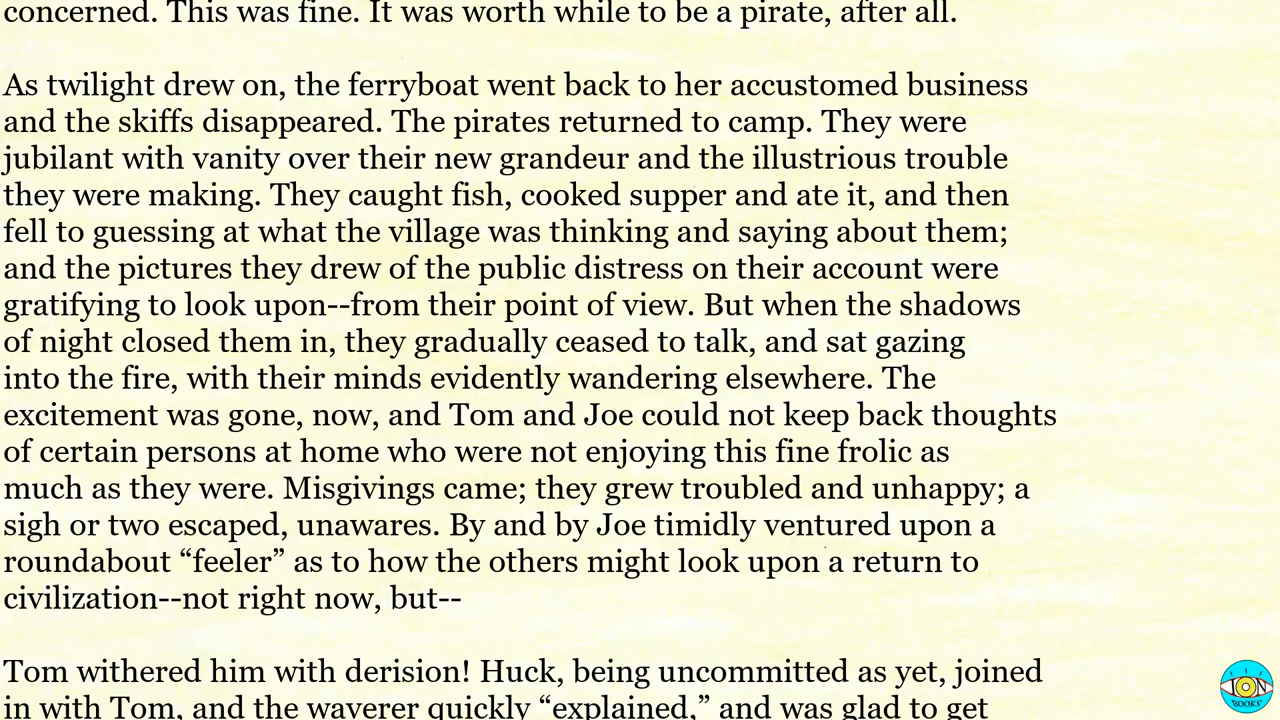 concerned. This was fine. It was worth while to be a pirate, after all.
As twilight drew on, the ferryboat went back to her accustomed business
and the skiffs disappeared. The pirates returned to camp. They were
jubilant with vanity over their new grandeur and the illustrious trouble
they were making. They caught fish, cooked supper and ate it, and then
fell to guessing at what the village was thinking and saying about them;
and the pictures they drew of the public distress on their account were
gratifying to look upon--from their point of view. But when the shadows
of night closed them in, they gradually ceased to talk, and sat gazing
into the fire, with their minds evidently wandering elsewhere. The
excitement was gone, now, and Tom and Joe could not keep back thoughts
of certain persons at home who were not enjoying this fine frolic as
much as they were. Misgivings came; they grew troubled and unhappy; a
sigh or two escaped, unawares. By and by Joe timidly ventured upon a
roundabout “feeler” as to how the others might look upon a return to
civilization--not right now, but--
Tom withered him with derision! Huck, being uncommitted as yet, joined
in with Tom, and the waverer quickly “explained,” and was glad to get
ION
BOOKS